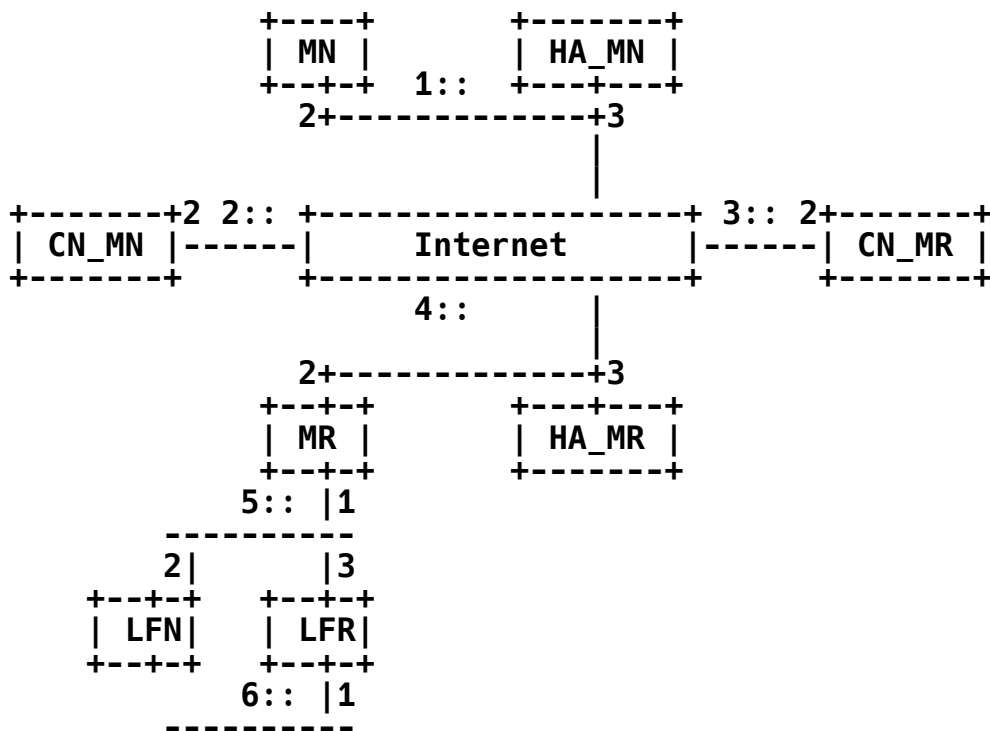 +----+       +-------+
| MN |       | HA_MN |
+--+-+  1::  +---+---+
2+-------------+3
|
|
+-------+2 2:: +-------------------+ 3:: 2+-------+
| CN_MN |------|     Internet      |------| CN_MR |
+-------+      +-------------------+      +-------+
4::      |
|
2+-------------+3
+--+-+       +---+---+
| MR |       | HA_MR |
+--+-+       +-------+
5:: |1
----------
2|      |3
+--+-+   +--+-+
| LFN|   | LFR|
+--+-+   +--+-+
6:: |1
----------